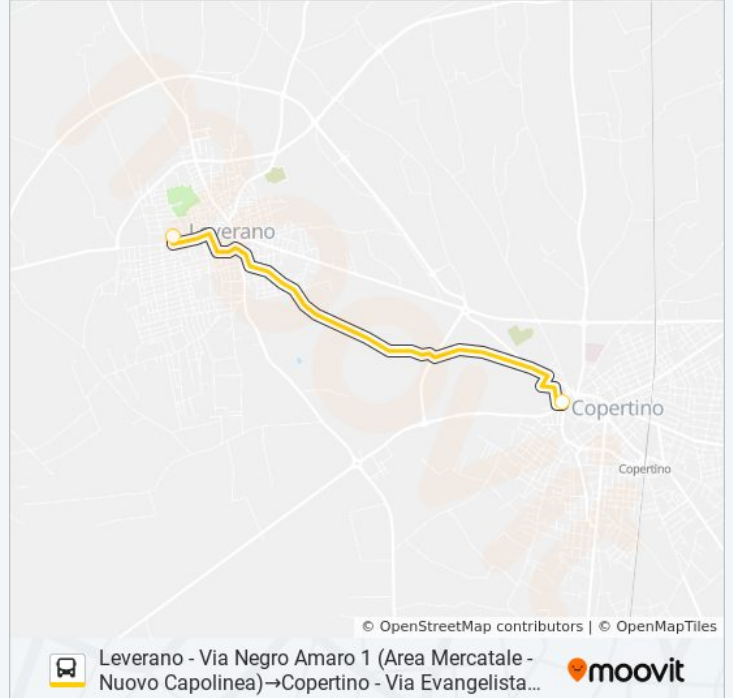 Leverano
Copertino
Copertino
© OpenStreetMap contributors | © OpenMapTiles
Leverano - Via Negro Amaro 1 (Area Mercatale -
Nuovo Capolinea)→Copertino - Via Evangelista...
moovit